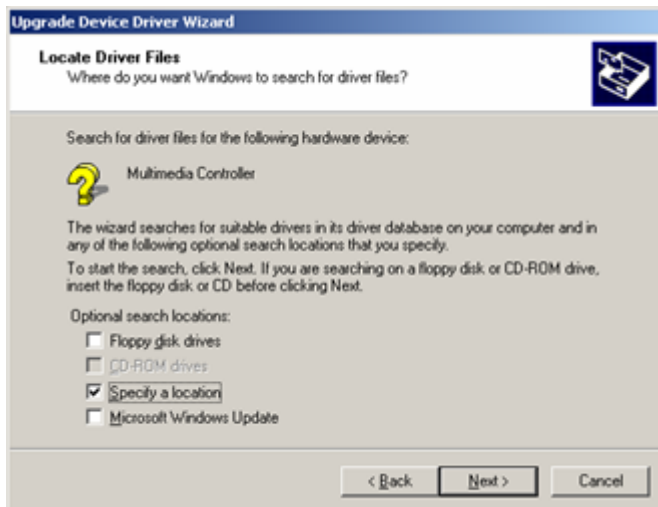 Upgrade Device Driver Wizard
Locate Driver Files
Where do you want Windows to search for driver files?
Search for driver files for the following hardware device:
Multimedia Controller
The wizard searches for suitable drivers in its driver database on your computer and in
any of the following optional search locations that you specify.
To start the search, click Next. If you are searching on a floppy disk or CD-ROM drive,
insert the floppy disk or CD before clicking Next.
Optional search locations:
Floppy disk drives
CD-ROM drives
Specify a location
Microsoft Windows Update
< Back
Next >
Cancel